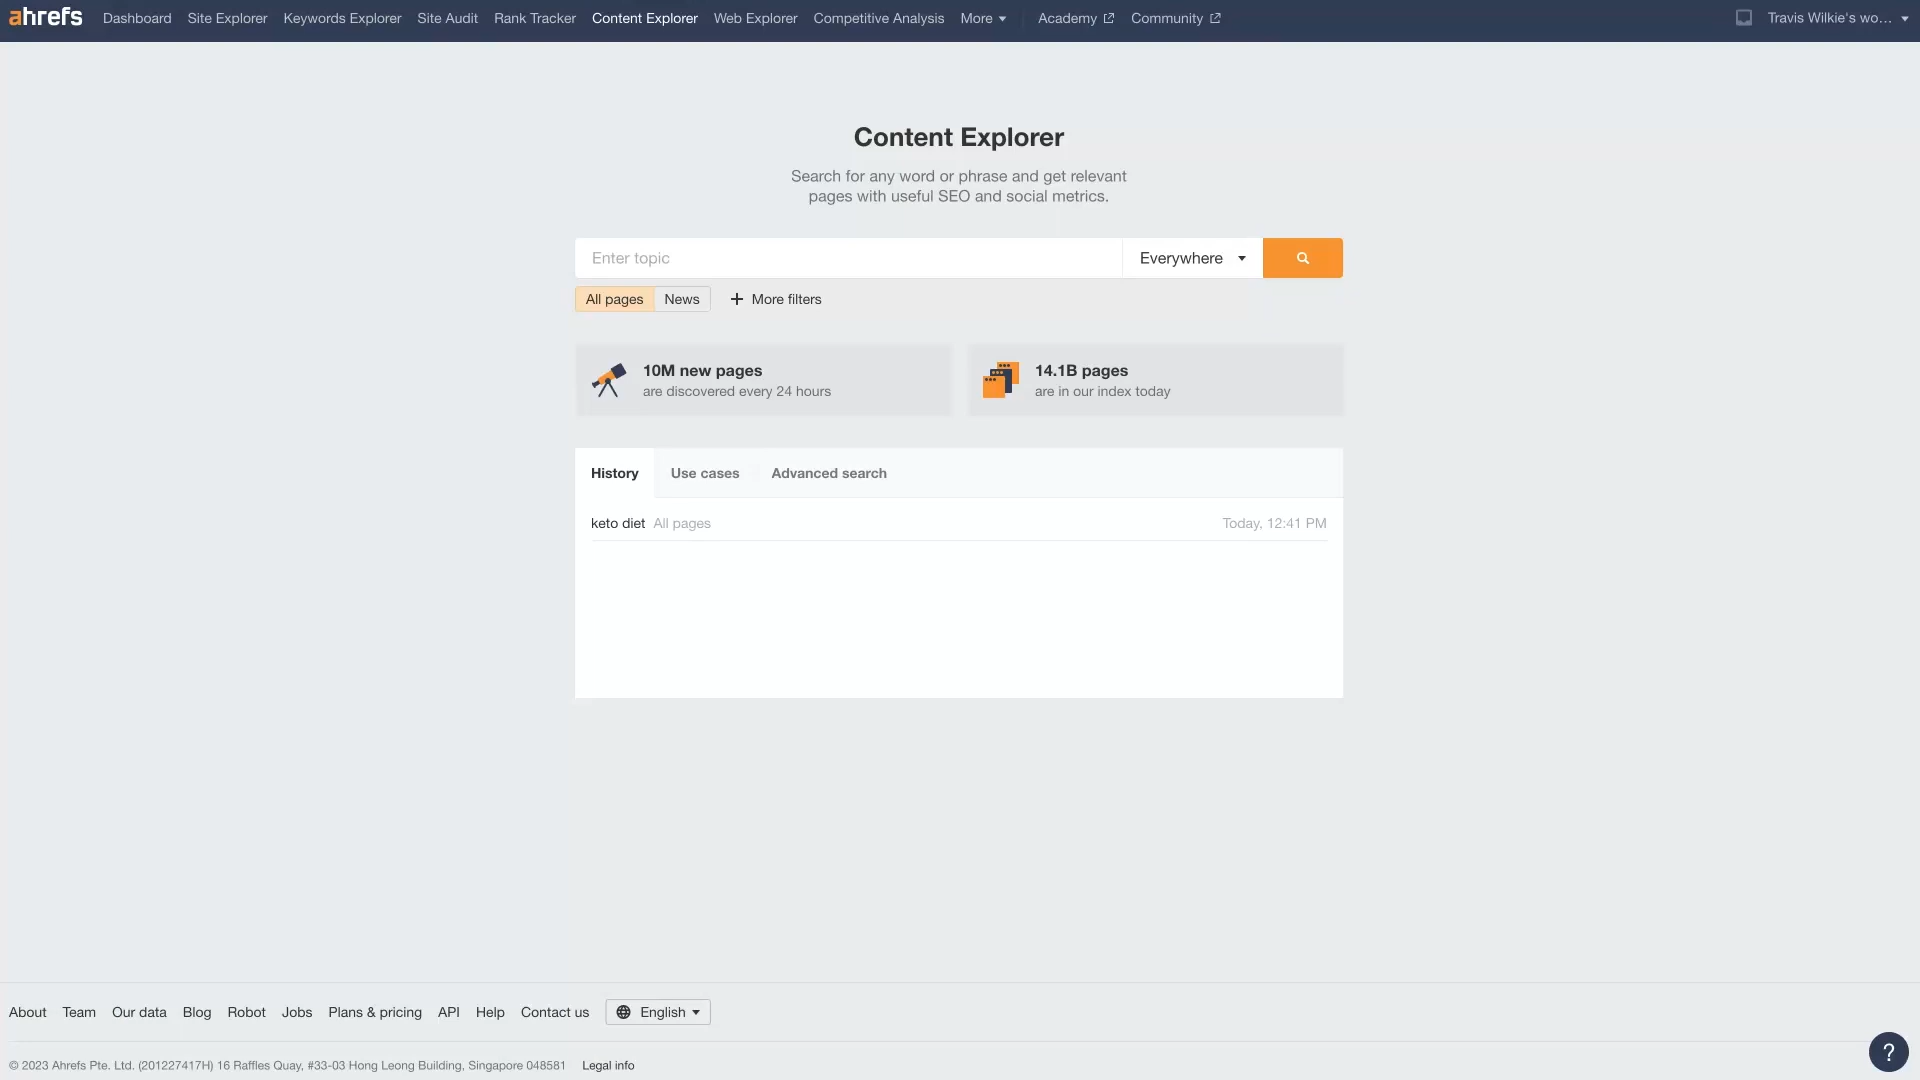 ahrefs Dashboard Site Explorer Keywords Explorer Site Audit Rank Tracker Content Explorer Web Explorer Competitive Analysis More Academy Community Travis Wilkie's wo...
Content Explorer
Search for any word or phrase and get relevant
pages with useful SEO and social metrics.
Enter topic Everywhere
All pages News + More filters
10M new pages
are discovered every 24 hours
14.1B pages
are in our index today
History Use cases Advanced search
keto diet All pages Today, 12:41 PM
About Team Our data Blog Robot Jobs Plans & pricing API Help Contact us English
© 2023 Ahrefs Pte. Ltd. (201227417H) 16 Raffles Quay, #33-03 Hong Leong Building, Singapore 048581 Legal info
?